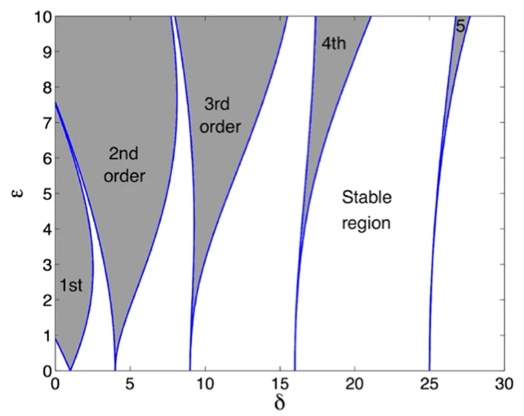 10
9
8
7
6
5
4
3
2
1
0
ε
1st
2nd
order
3rd
order
4th
5
Stable
region
0 5 10 15 20 25 30
δ